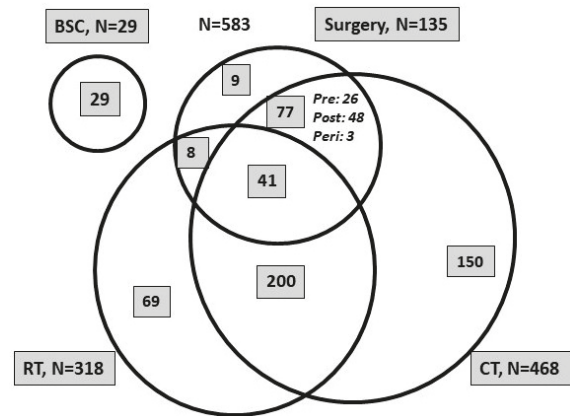 BSC, N=29
N=583
Surgery, N=135
29
9
77
Pre: 26
Post: 48
Peri: 3
8
41
150
200
69
RT, N=318
CT, N=468